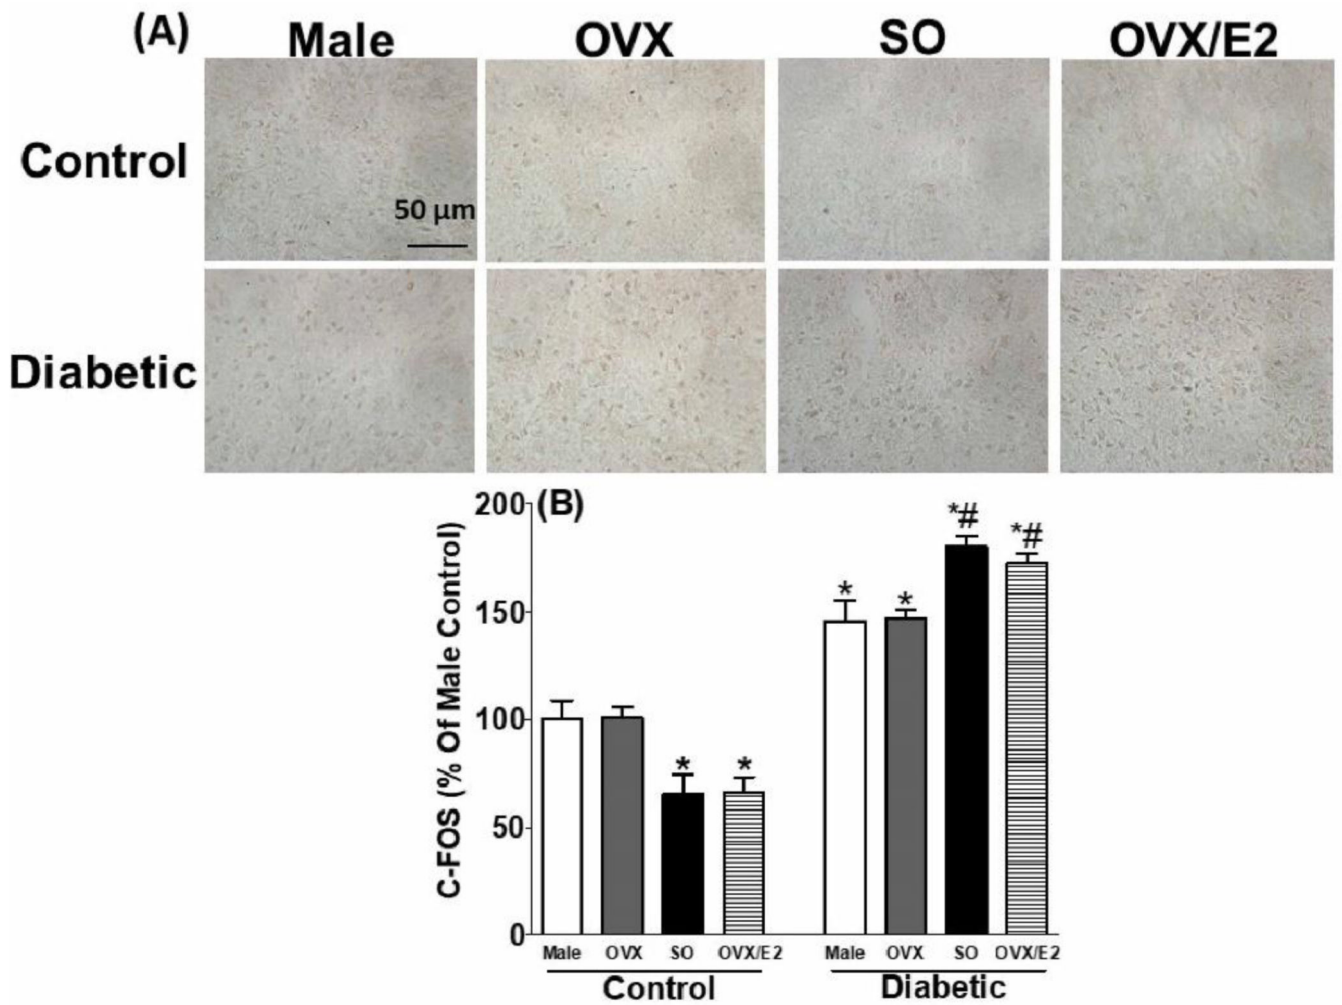 (A) Male OVX SO OVX/E2
Control
50 µm
Diabetic
(B)
C-FOS (% Of Male Control)
200
150
100
50
0
* *
* * *# *#
Male OVX SO OVX/E2 Male OVX SO OVX/E2
Control Diabetic